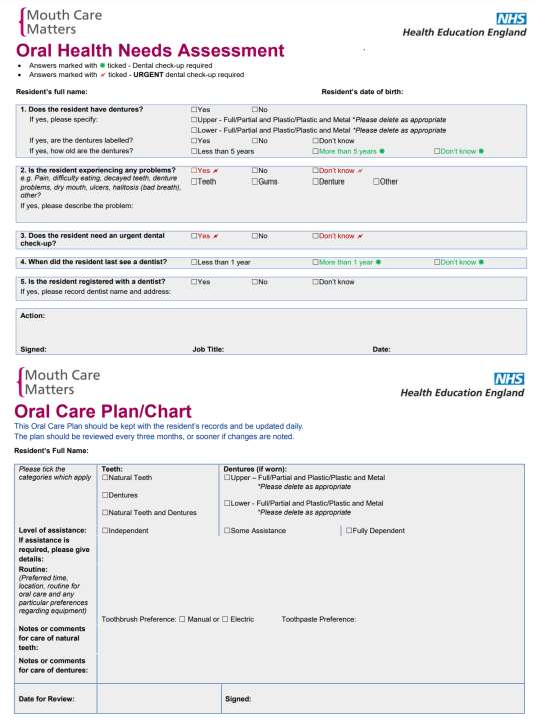 Mouth Care
Matters
NHS
Health Education England
Oral Health Needs Assessment
• Answers marked with ✹ ticked - Dental check-up required
• Answers marked with ticked - URGENT dental check-up required
Resident's full name: Resident's date of birth:
1. Does the resident have dentures? ☐Yes ☐No
If yes, please specify: ☐Upper - Full/Partial and Plastic/Plastic and Metal *Please delete as appropriate
☐Lower - Full/Partial and Plastic/Plastic and Metal *Please delete as appropriate
If yes, are the dentures labelled? ☐Yes ☐No ☐Don't know
If yes, how old are the dentures? ☐Less than 5 years ☐More than 5 years ✹ ☐Don't know ✹
2. Is the resident experiencing any problems? ☐Yes ☐No ☐Don't know
e.g. Pain, difficulty eating, decayed teeth, denture ☐Teeth ☐Gums ☐Denture ☐Other
problems, dry mouth, ulcers, halitosis (bad breath),
other?
If yes, please describe the problem:
3. Does the resident need an urgent dental ☐Yes ☐No ☐Don't know
check-up?
4. When did the resident last see a dentist? ☐Less than 1 year ☐More than 1 year ✹ ☐Don't know ✹
5. Is the resident registered with a dentist? ☐Yes ☐No ☐Don't know
If yes, please record dentist name and address:
Action:
Signed: Job Title: Date:
Mouth Care
Matters
NHS
Health Education England
Oral Care Plan/Chart
This Oral Care Plan should be kept with the resident's records and be updated daily.
The plan should be reviewed every three months, or sooner if changes are noted.
Resident's Full Name:
Please tick the Teeth: Dentures (if worn):
categories which apply ☐Natural Teeth ☐Upper – Full/Partial and Plastic/Plastic and Metal
*Please delete as appropriate
☐Dentures
☐Lower - Full/Partial and Plastic/Plastic and Metal
☐Natural Teeth and Dentures *Please delete as appropriate
Level of assistance: ☐Independent ☐Some Assistance ☐Fully Dependent
If assistance is
required, please give
details:
Routine:
(Preferred time,
location, routine for
oral care and any
particular preferences
regarding equipment)
Toothbrush Preference: ☐ Manual or ☐ Electric Toothpaste Preference:
Notes or comments
for care of natural
teeth:
Notes or comments
for care of dentures:
Date for Review: Signed: